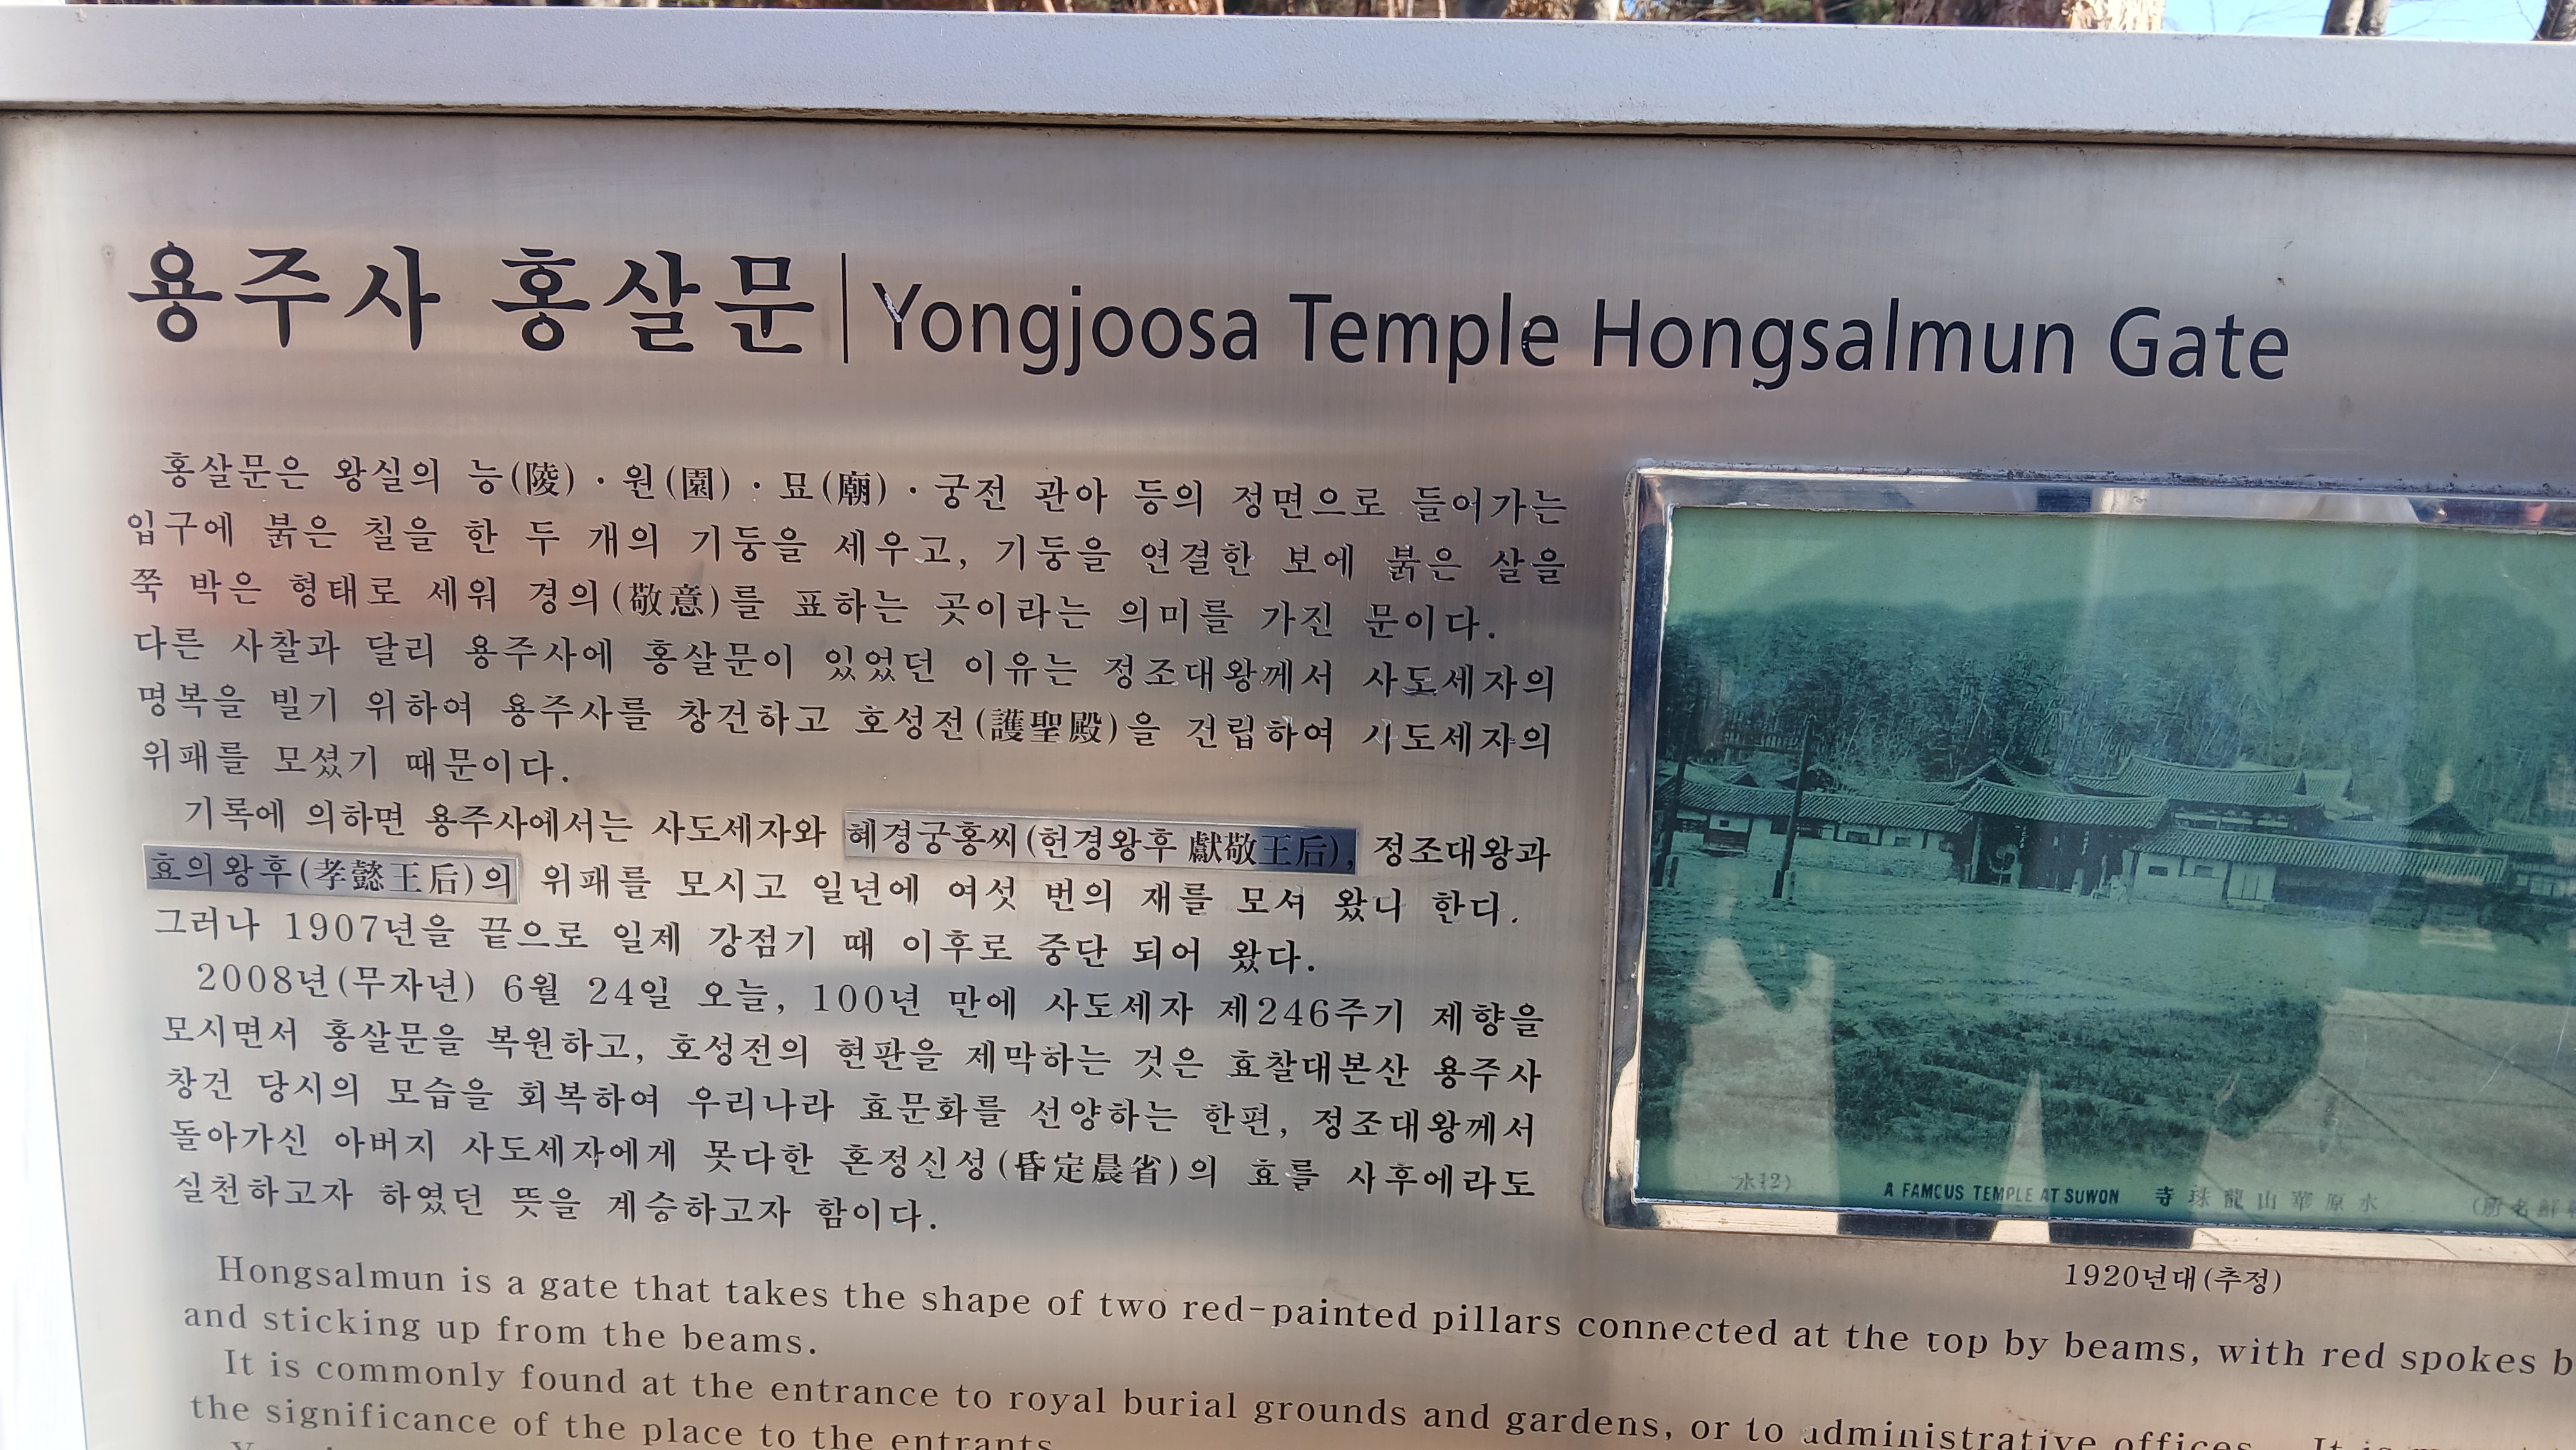 용주사 홍살문 | Yongjoosa Temple Hongsalmun Gate
홍살문은 왕실의 능(陵)·원(園)·묘(廟)·궁전 관아 등의 정면으로 들어가는
입구에 붉은 칠을 한 두 개의 기둥을 세우고, 기둥을 연결한 보에 붉은 살을
쭉 박은 형태로 세워 경의(敬意)를 표하는 곳이라는 의미를 가진 문이다.
다른 사찰과 달리 용주사에 홍살문이 있었던 이유는 정조대왕께서 사도세자의
명복을 빌기 위하여 용주사를 창건하고 호성전(護聖殿)을 건립하여 사도세자의
위패를 모셨기 때문이다.
기록에 의하면 용주사에서는 사도세자와 혜경궁홍씨(헌경왕후 獻敬王后), 정조대왕과
효의왕후(孝懿王后)의 위패를 모시고 일년에 여섯 번의 재를 모셔 왔다 한다.
그러나 1907년을 끝으로 일제 강점기 때 이후로 중단 되어 왔다.
2008년(무자년) 6월 24일 오늘, 100년 만에 사도세자 제246주기 제향을
모시면서 홍살문을 복원하고, 호성전의 현판을 제막하는 것은 효찰대본산 용주사
창건 당시의 모습을 회복하여 우리나라 효문화를 선양하는 한편, 정조대왕께서
돌아가신 아버지 사도세자에게 못다한 혼정신성(昏定晨省)의 효를 사후에라도
실천하고자 하였던 뜻을 계승하고자 함이다.
A FAMOUS TEMPLE AT SUWON 寺珠龍山華原水
1920년대(추정)
Hongsalmun is a gate that takes the shape of two red-painted pillars connected at the top by beams, with red spokes
and sticking up from the beams.
It is commonly found at the entrance to royal burial grounds and gardens, or to administrative offices. It is
the significance of the place to the entrants.